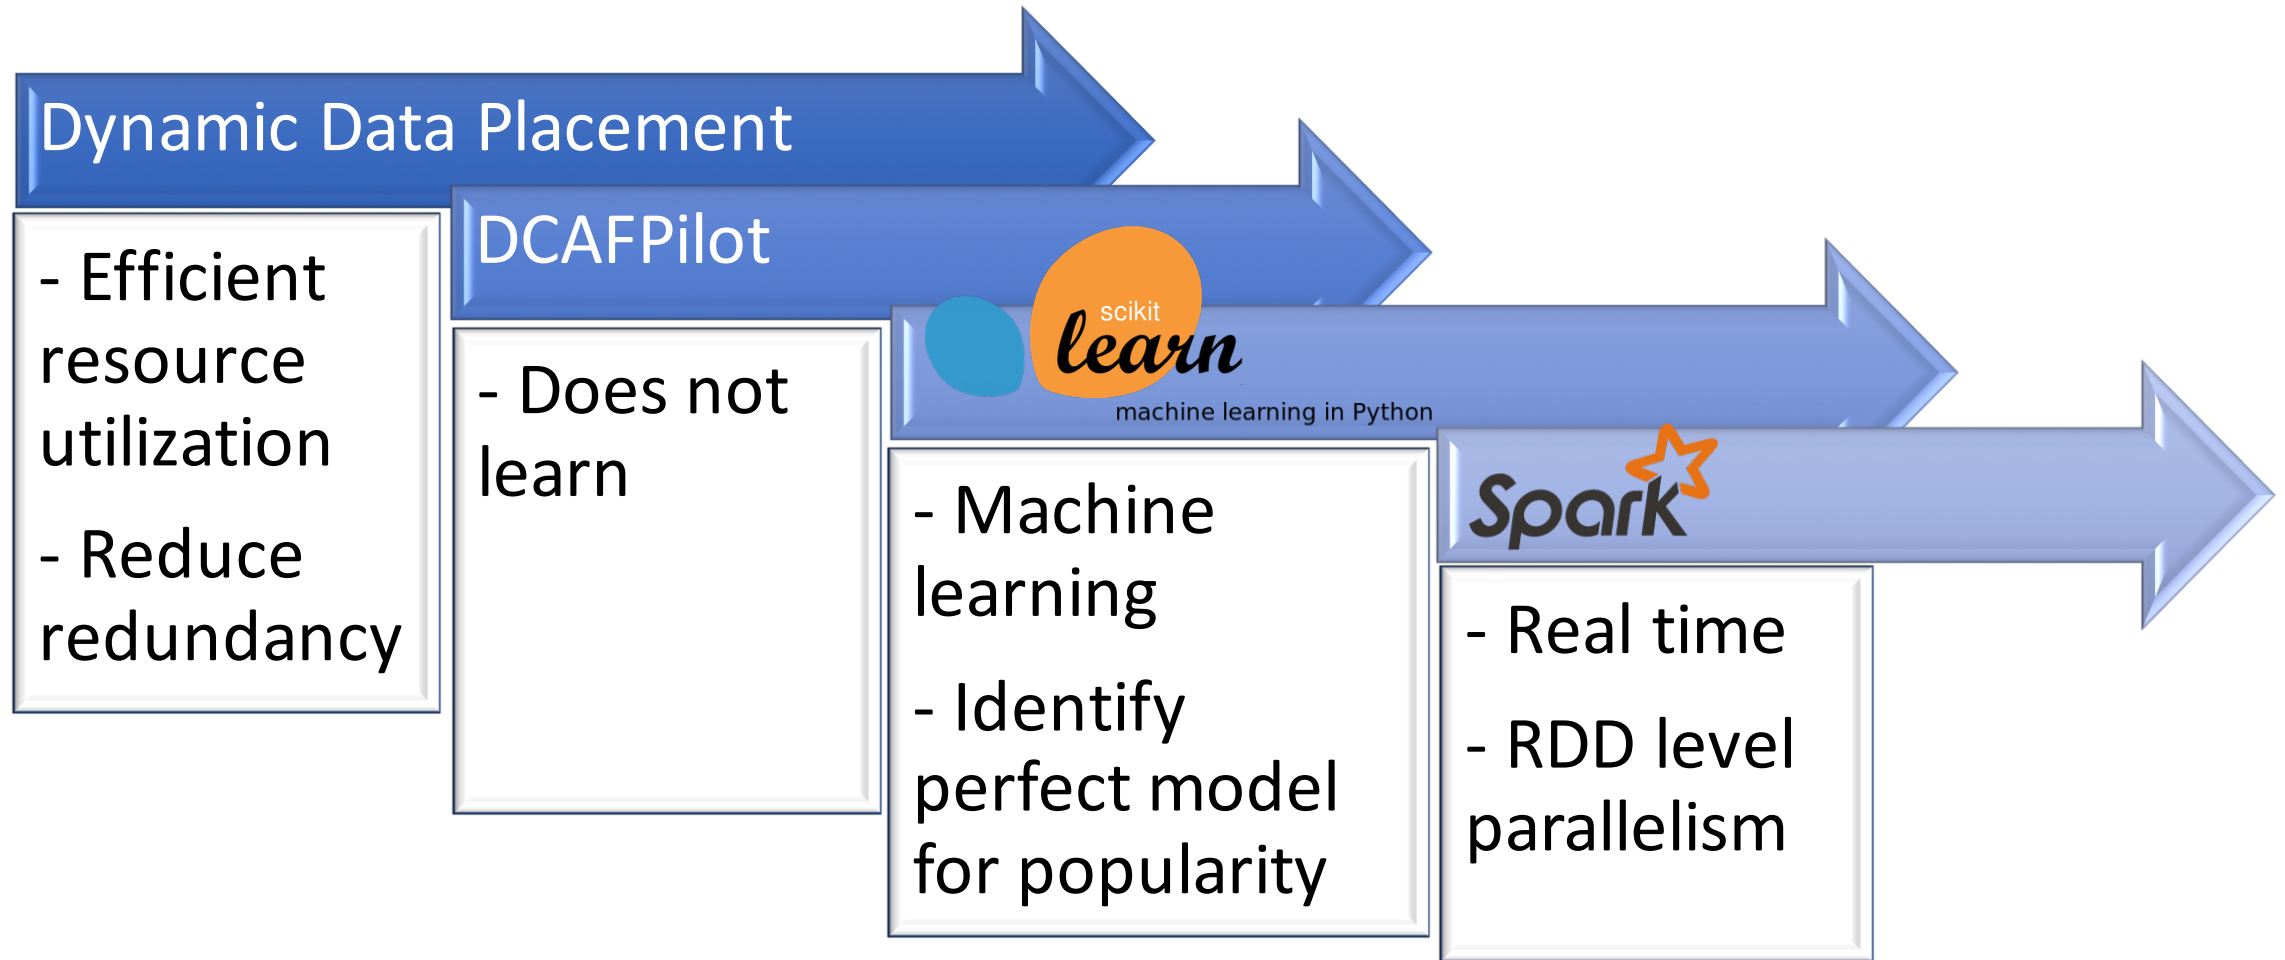 Dynamic Data Placement
- Efficient
resource
utilization
- Reduce
redundancy
DCAFPilot
- Does not
learn
scikit
learn
machine learning in Python
- Machine
learning
- Identify
perfect model
for popularity
Spark
- Real time
- RDD level
parallelism